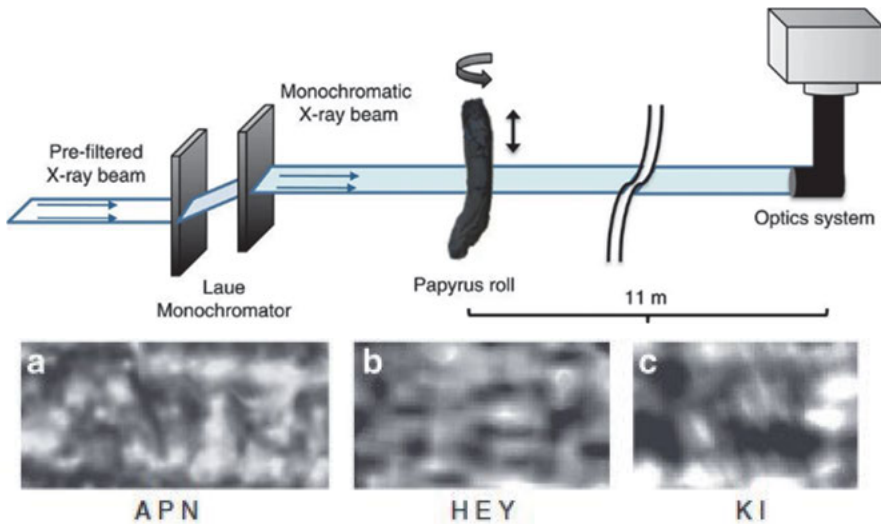 Pre-filtered
X-ray beam
Monochromatic
X-ray beam
Laue
Monochromator
Papyrus roll
Optics system
11 m
a
b
c
APN
HEY
KI